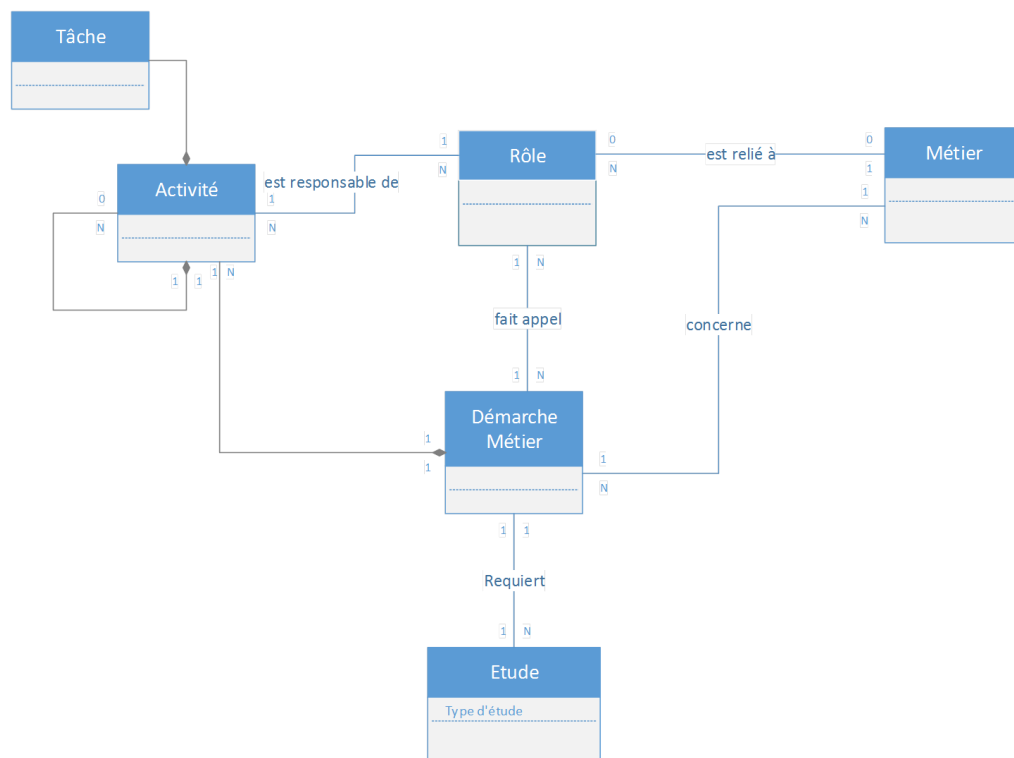 Tâche
1
0
0
Rôle
est relié à
Métier
Activité
est responsable de
N
N
1
0
1
1
N
N
N
1
1
1
N
1
N
fait appel
concerne
1
N
Démarche
Métier
1
1
1
N
1
1
Requiert
1
N
Etude
Type d'étude